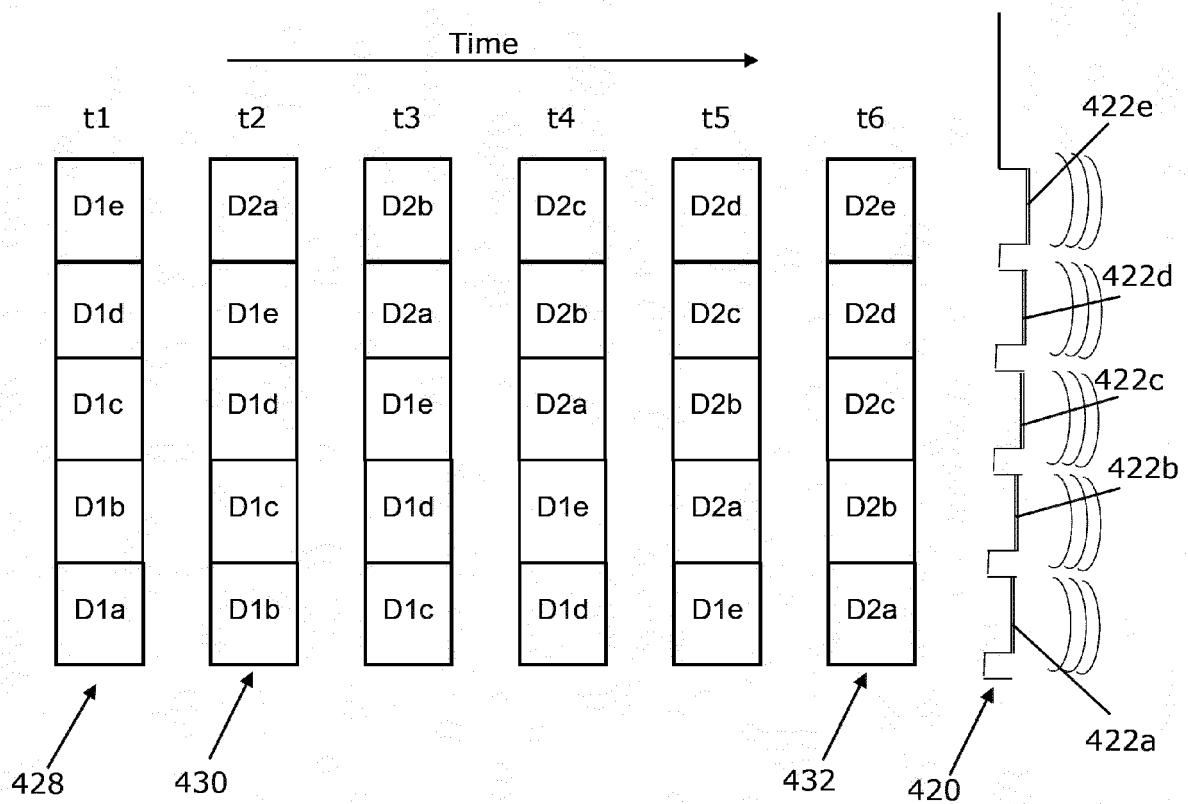 Time
t1 t2 t3 t4 t5 t6
422e
D1e D2a D2b D2c D2d D2e
422d
D1d D1e D2a D2b D2c D2d
422c
D1c D1d D1e D2a D2b D2c
422b
D1b D1c D1d D1e D2a D2b
D1a D1b D1c D1d D1e D2a
422a
428 430 432 420